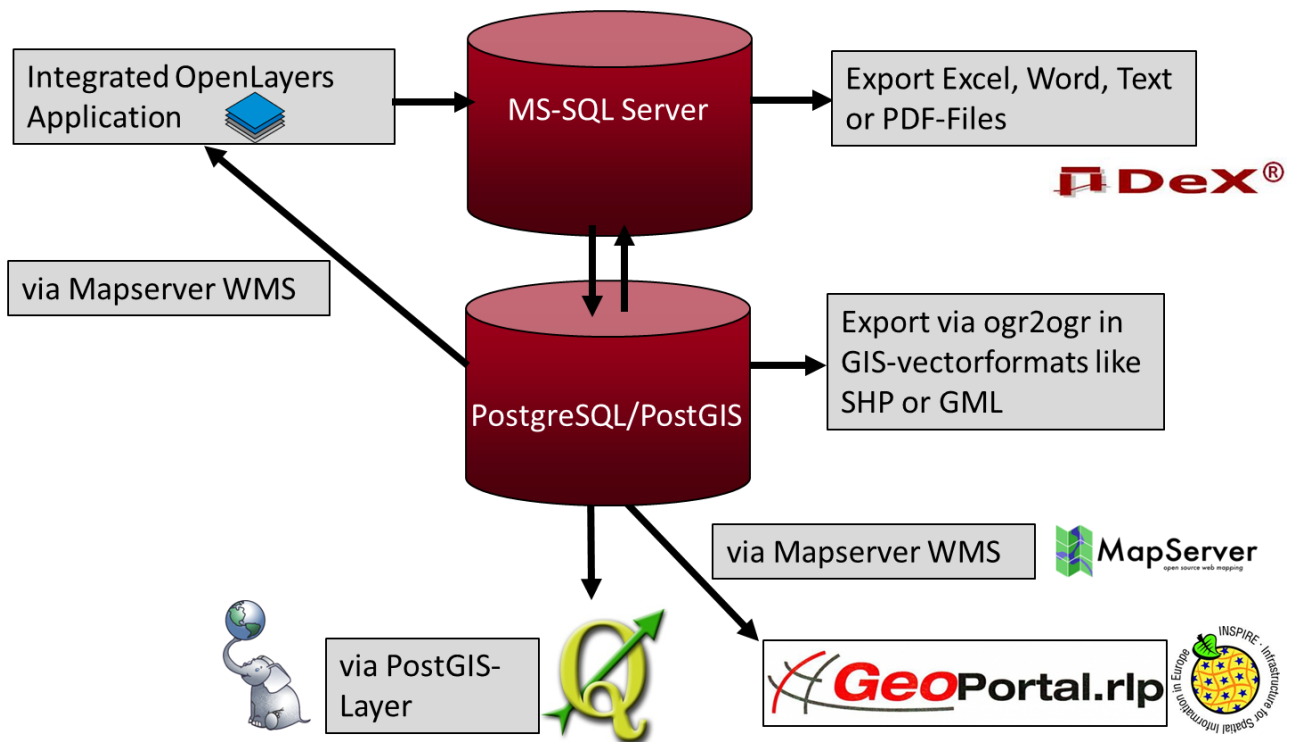 Integrated OpenLayers
Application
MS-SQL Server
Export Excel, Word, Text
or PDF-Files
DeX®
via Mapserver WMS
PostgreSQL/PostGIS
Export via ogr2ogr in
GIS-vectorformats like
SHP or GML
via Mapserver WMS
MapServer
open source web mapping
via PostGIS-
Layer
Q
GeoPortal.rlp
INSPIRE · Infrastructure for Spatial Information in Europe